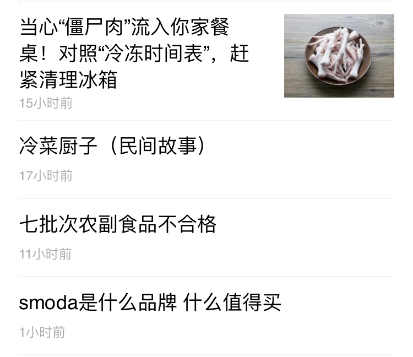 当心“僵尸肉”流入你家餐
桌！对照“冷冻时间表”，赶
紧清理冰箱
15小时前
冷菜厨子（民间故事）
17小时前
七批次农副食品不合格
11小时前
smoda是什么品牌 什么值得买
1小时前